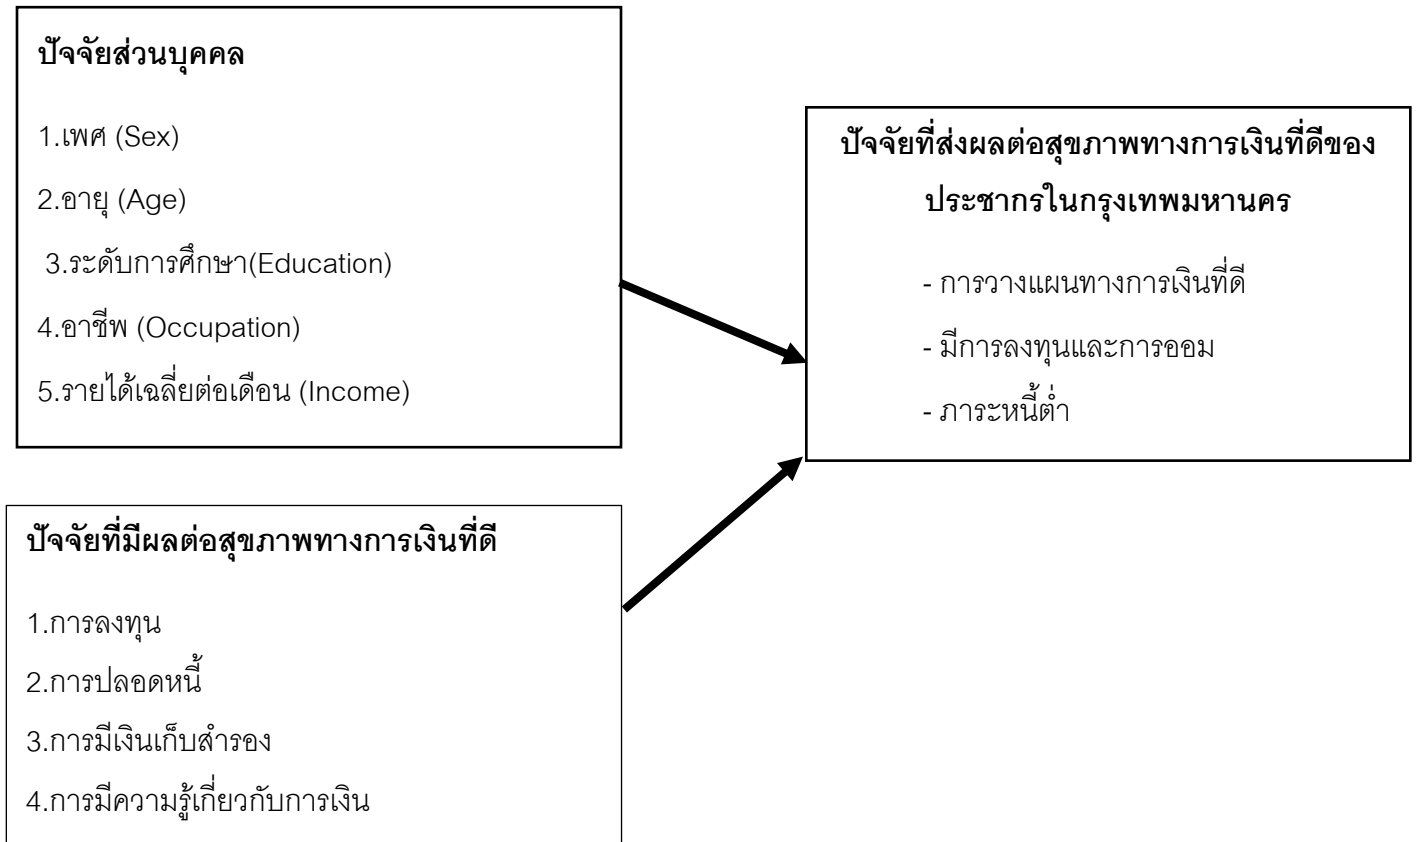 ปัจจัยส่วนบุคคล
1.เพศ (Sex)
2.อายุ (Age)
3.ระดับการศึกษา(Education)
4.อาชีพ (Occupation)
5.รายได้เฉลี่ยต่อเดือน (Income)
ปัจจัยที่มีผลต่อสุขภาพทางการเงินที่ดี
1.การลงทุน
2.การปลอดหนี้
3.การมีเงินเก็บสำรอง
4.การมีความรู้เกี่ยวกับการเงิน
ปัจจัยที่ส่งผลต่อสุขภาพทางการเงินที่ดีของ
ประชากรในกรุงเทพมหานคร
- การวางแผนทางการเงินที่ดี
- มีการลงทุนและการออม
- ภาระหนี้ต่ำ